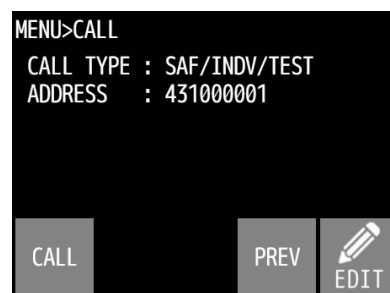 MENU>CALL
CALL TYPE : SAF/INDV/TEST
ADDRESS : 431000001
CALL PREV EDIT